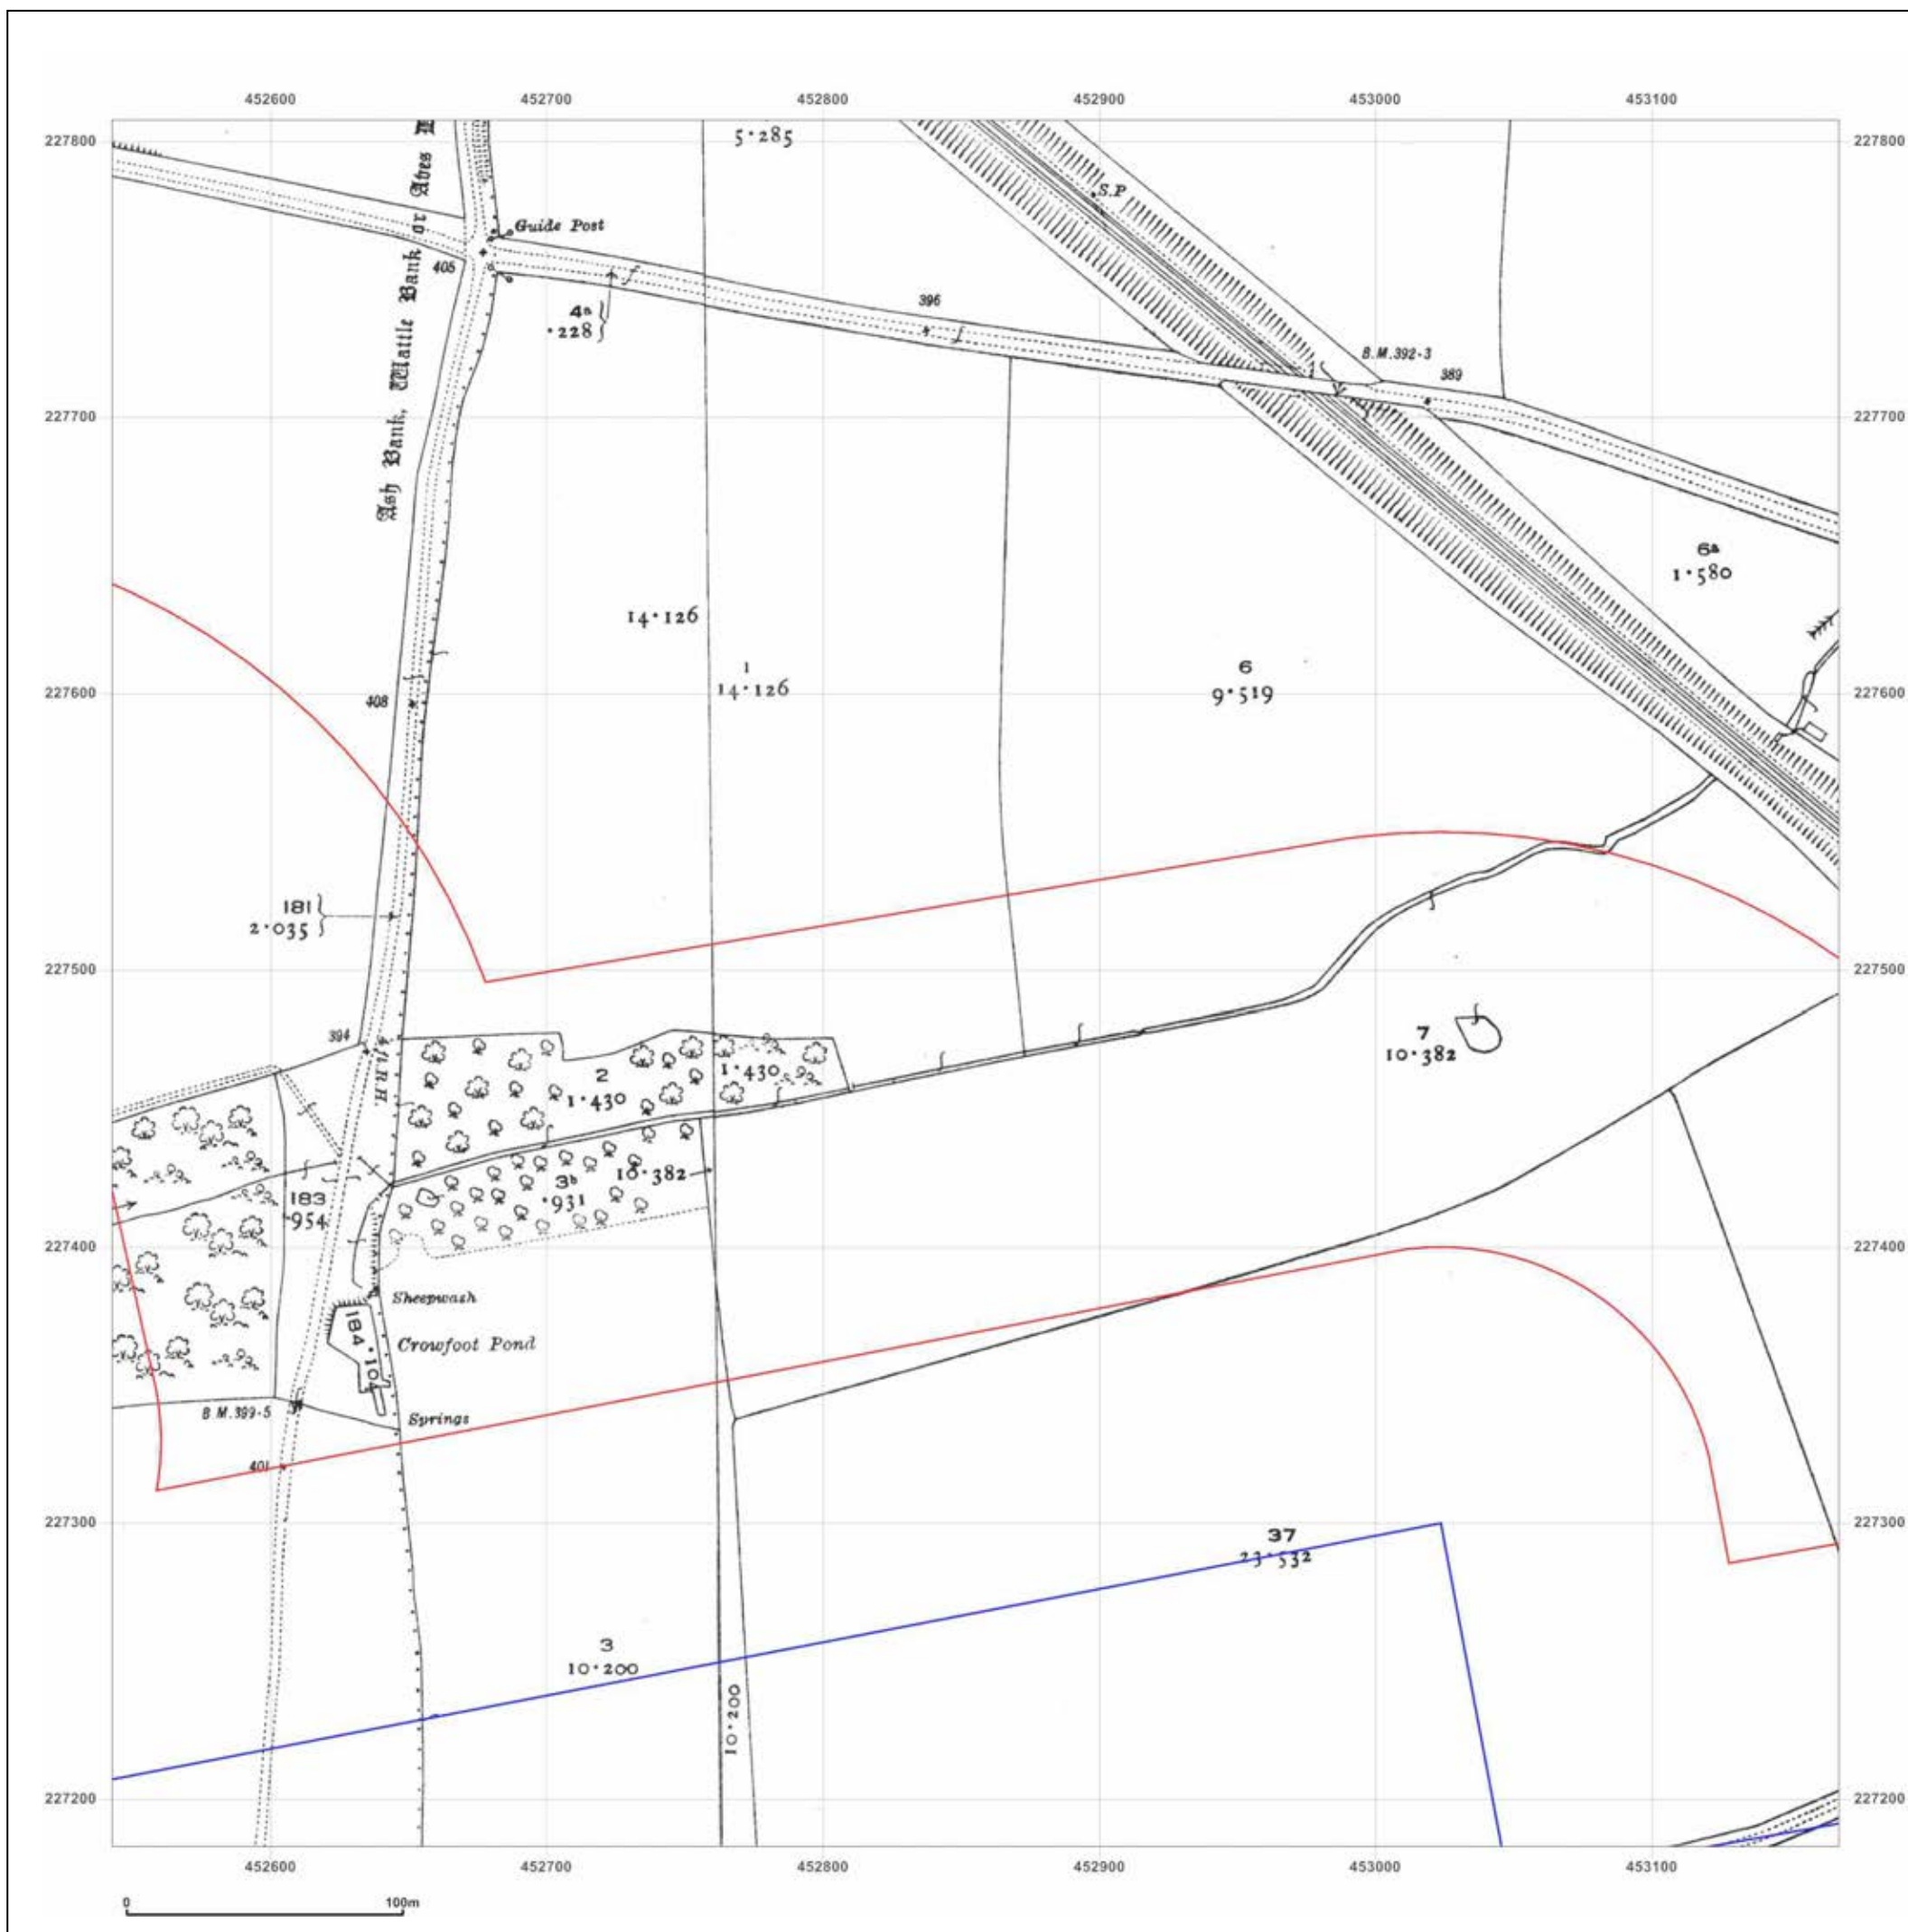 452600 452700 452800 452900 453000 453100
227800 5·285 227800
S.P
Guide Post
405
4a
·228
396
B.M.392·3
389
Ash Bank, Wattle Bank or Aves
227700 227700
6a
1·580
14·126
1
14·126
6
9·519
227600 408 227600
181
2·035
227500 227500
394
7
10·382
4 ft.R.H.
2
1·430
1·430
183
·954
3b
·931
10·382
227400 227400
Sheepwash
184
·104
Crowfoot Pond
B.M.399·5
Springs
401
227300 227300
37
23·532
3
10·200
10·200
227200 227200
452600 452700 452800 452900 453000 453100
0 100m